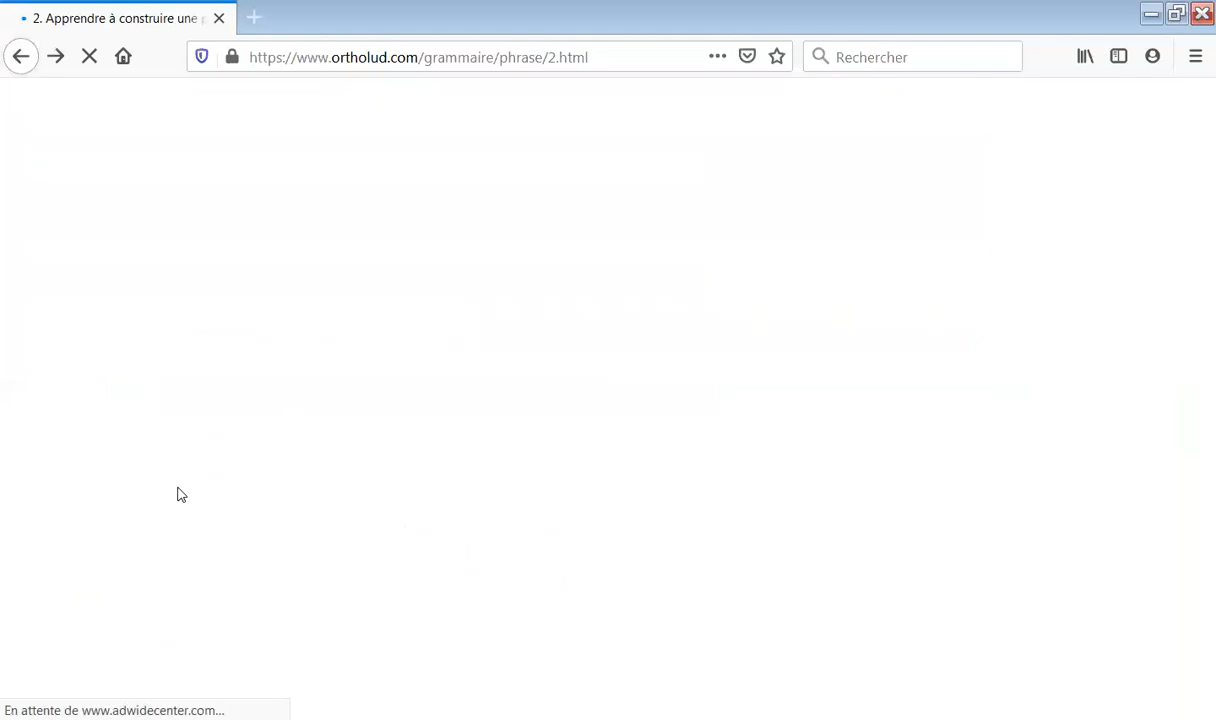 2. Apprendre à construire une
https://www.ortholud.com/grammaire/phrase/2.html
Rechercher
En attente de www.adwidecenter.com...